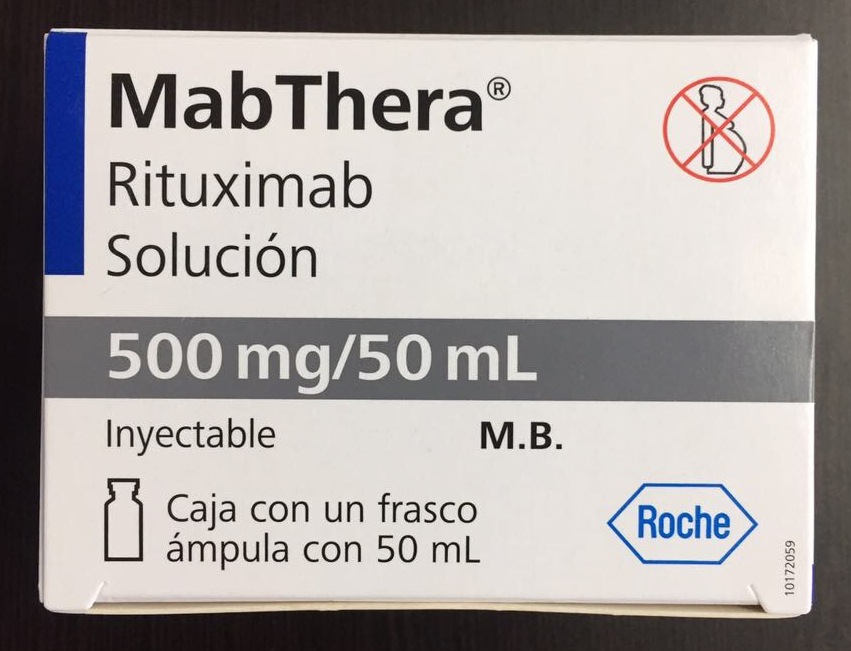 MabThera®
Rituximab
Solución
500 mg/50 mL
Inyectable M.B.
Caja con un frasco
ámpula con 50 mL
Roche
10172059